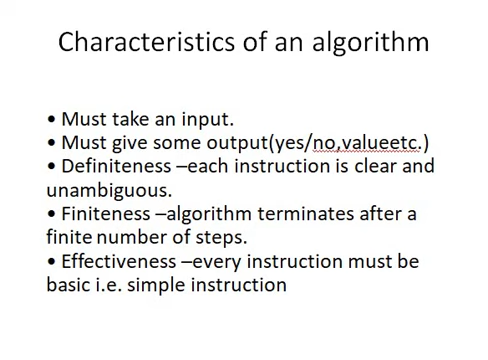 Characteristics of an algorithm
• Must take an input.
• Must give some output(yes/no,valueetc.)
• Definiteness –each instruction is clear and
unambiguous.
• Finiteness –algorithm terminates after a
finite number of steps.
• Effectiveness –every instruction must be
basic i.e. simple instruction